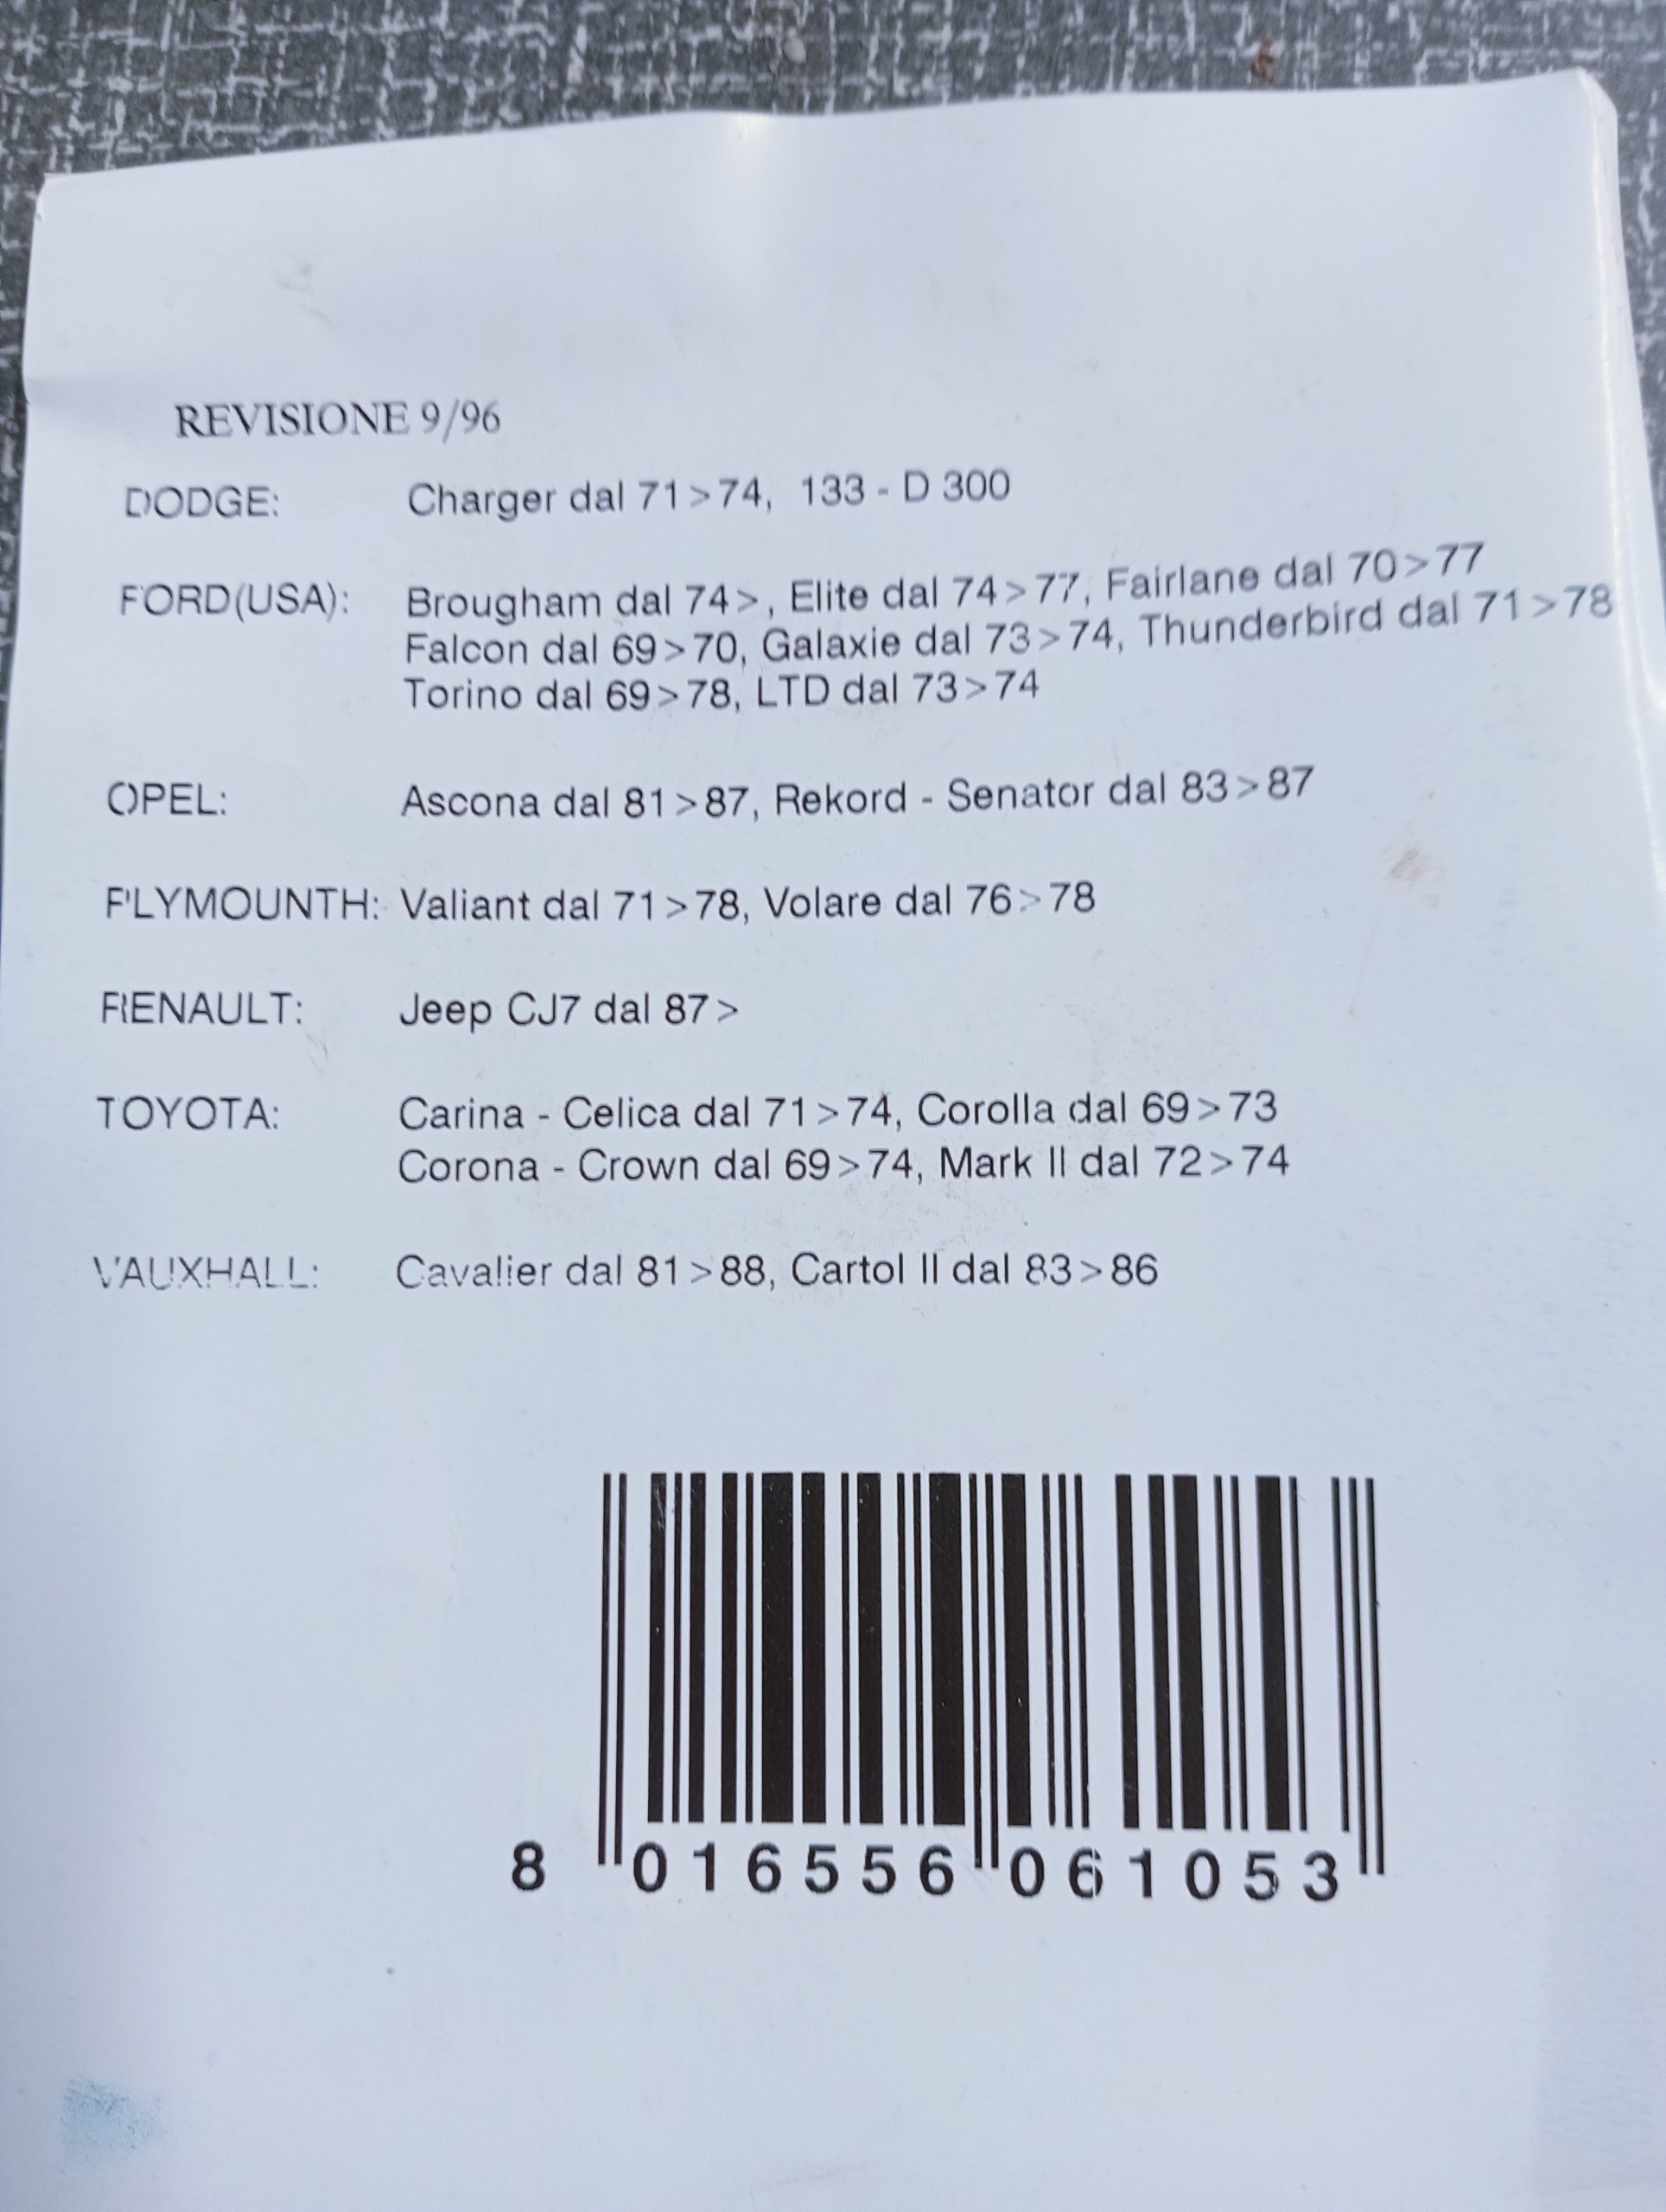 REVISIONE 9/96
DODGE: Charger dal 71>74, 133 - D 300
FORD(USA): Brougham dal 74>, Elite dal 74>77, Fairlane dal 70>77
Falcon dal 69>70, Galaxie dal 73>74, Thunderbird dal 71>78
Torino dal 69>78, LTD dal 73>74
OPEL: Ascona dal 81>87, Rekord - Senator dal 83>87
PLYMOUNTH: Valiant dal 71>78, Volare dal 76>78
RENAULT: Jeep CJ7 dal 87>
TOYOTA: Carina - Celica dal 71>74, Corolla dal 69>73
Corona - Crown dal 69>74, Mark II dal 72>74
VAUXHALL: Cavalier dal 81>88, Cartol II dal 83>86
8 016556 061053